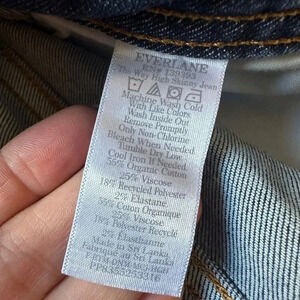 EVERLANE
Way High Skinny Jean
Machine Wash Cold
With Like Colors
Wash Inside Out
Remove Promptly
Only Non-Chlorine
Bleach When Needed
Tumble Dry Low
Cool Iron If Needed
55% Organic Cotton
25% Viscose
18% Recycled Polyester
2% Elastane
55% Coton Organique
25% Viscose
18% Polyester Recyclé
2% Élasthanne
Made in Sri Lanka
Fabriqué au Sri Lanka